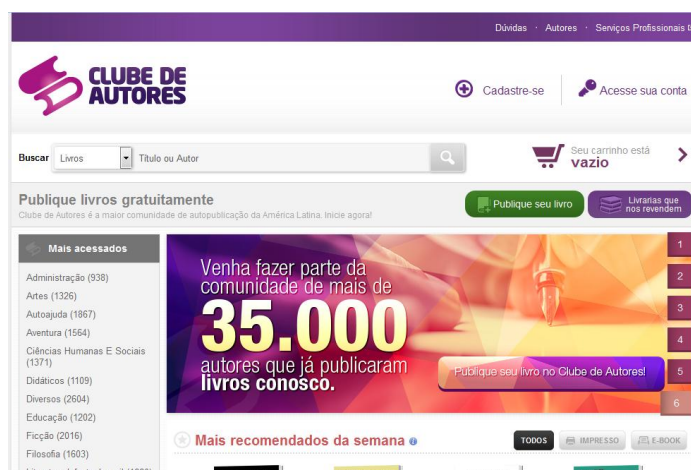 Dúvidas · Autores · Serviços Profissionais
CLUBE DE
AUTORES
Cadastre-se
Acesse sua conta
Buscar
Livros
Título ou Autor
Seu carrinho está
vazio
Publique livros gratuitamente
Clube de Autores é a maior comunidade de autopublicação da América Latina. Inicie agora!
Publique seu livro
Livrarias que
nos revendem
Mais acessados
Administração (938)
Artes (1326)
Autoajuda (1867)
Aventura (1564)
Ciências Humanas E Sociais
(1371)
Didáticos (1109)
Diversos (2604)
Educação (1202)
Ficção (2016)
Filosofia (1603)
Venha fazer parte da
comunidade de mais de
35.000
autores que já publicaram
livros conosco.
Publique seu livro no Clube de Autores!
1
2
3
4
5
6
Mais recomendados da semana
TODOS
IMPRESSO
E-BOOK